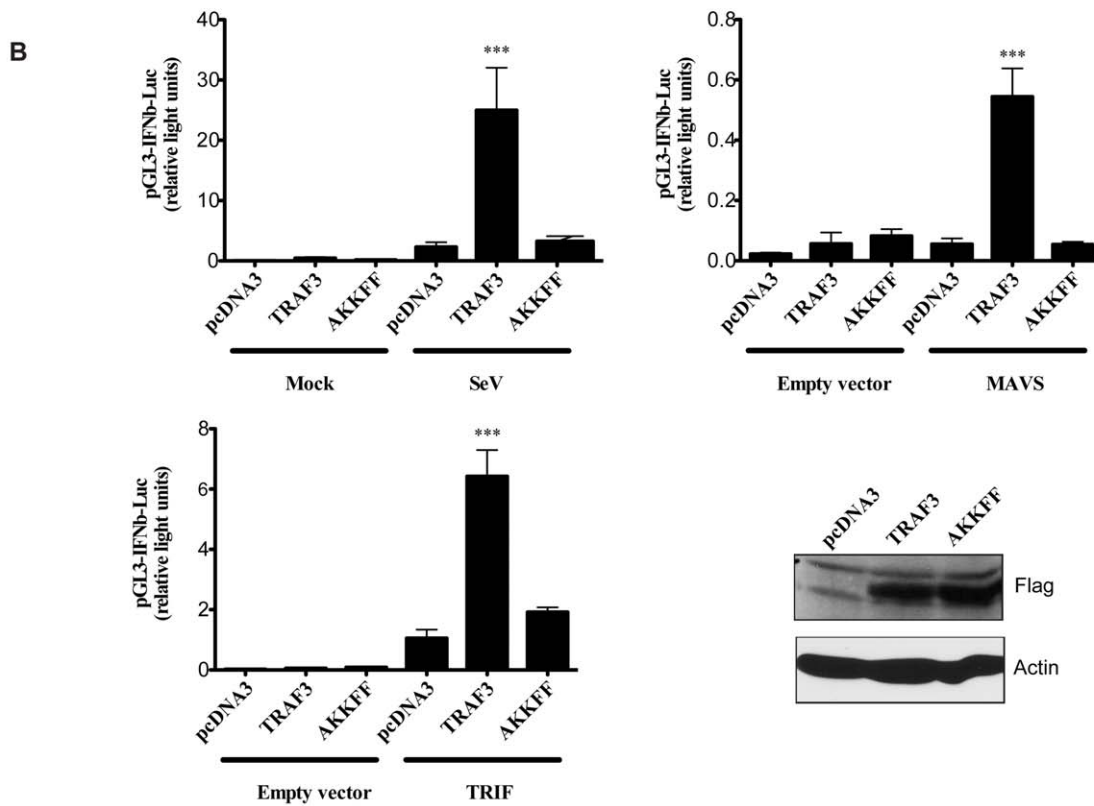 B
pGL3-IFNb-Luc
(relative light units)
40
30
20
10
0
***
pcDNA3
TRAF3
AKKFF
pcDNA3
TRAF3
AKKFF
Mock
SeV
pGL3-IFNb-Luc
(relative light units)
0.8
0.6
0.4
0.2
0.0
***
pcDNA3
TRAF3
AKKFF
pcDNA3
TRAF3
AKKFF
Empty vector
MAVS
pGL3-IFNb-Luc
(relative light units)
8
6
4
2
0
***
pcDNA3
TRAF3
AKKFF
pcDNA3
TRAF3
AKKFF
Empty vector
TRIF
pcDNA3
TRAF3
AKKFF
Flag
Actin